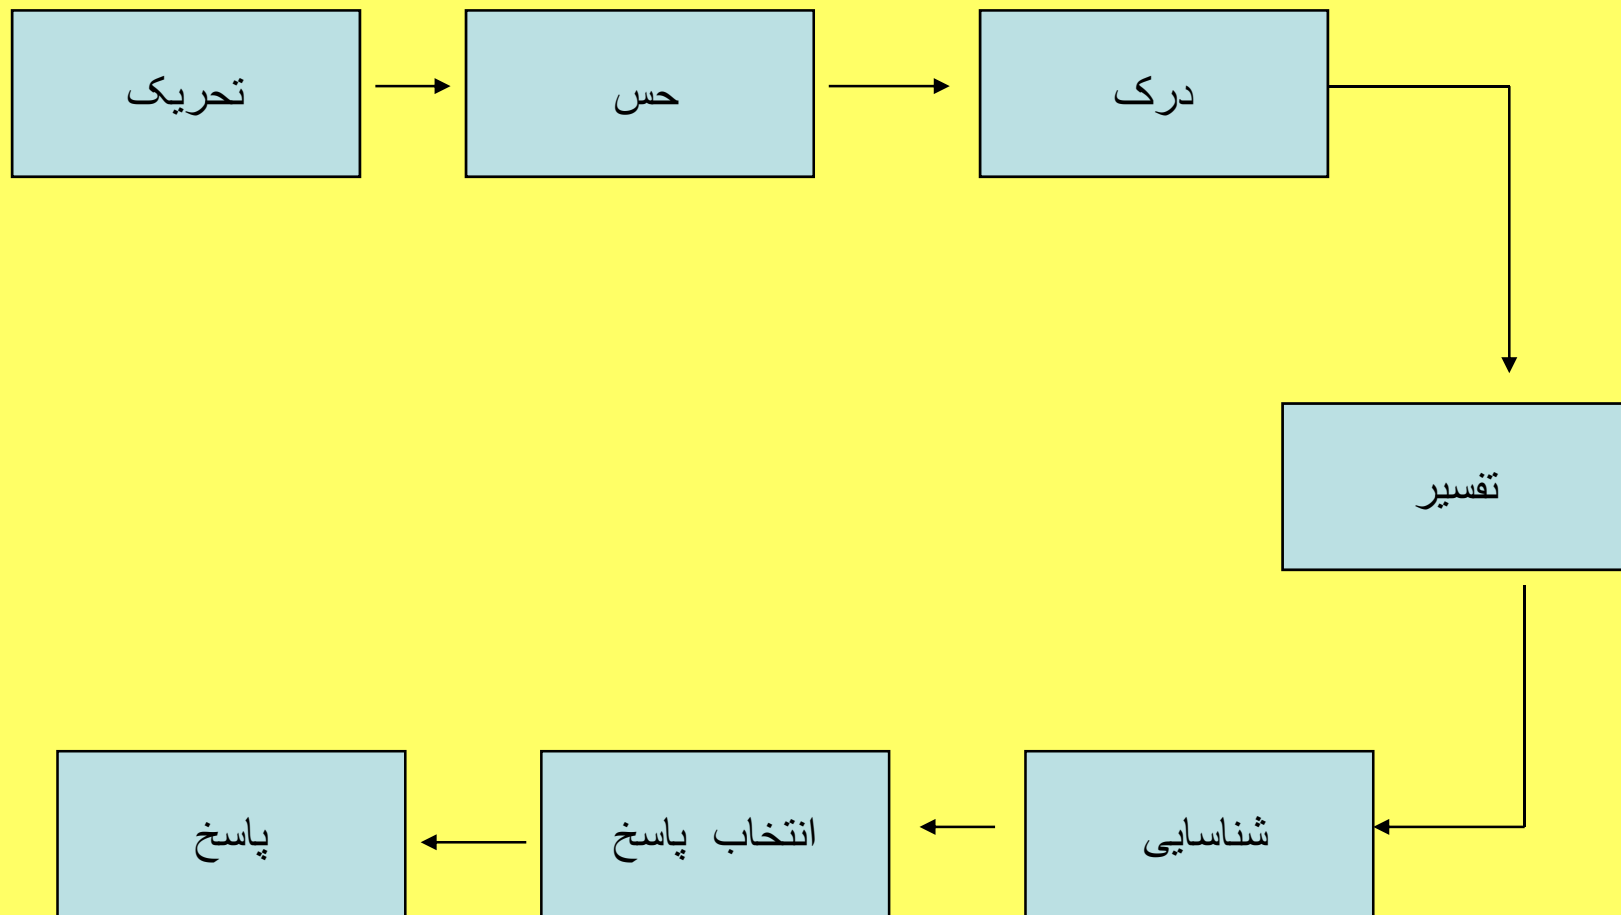 تحریک
حس
درک
تفسیر
شناسایی
انتخاب پاسخ
پاسخ